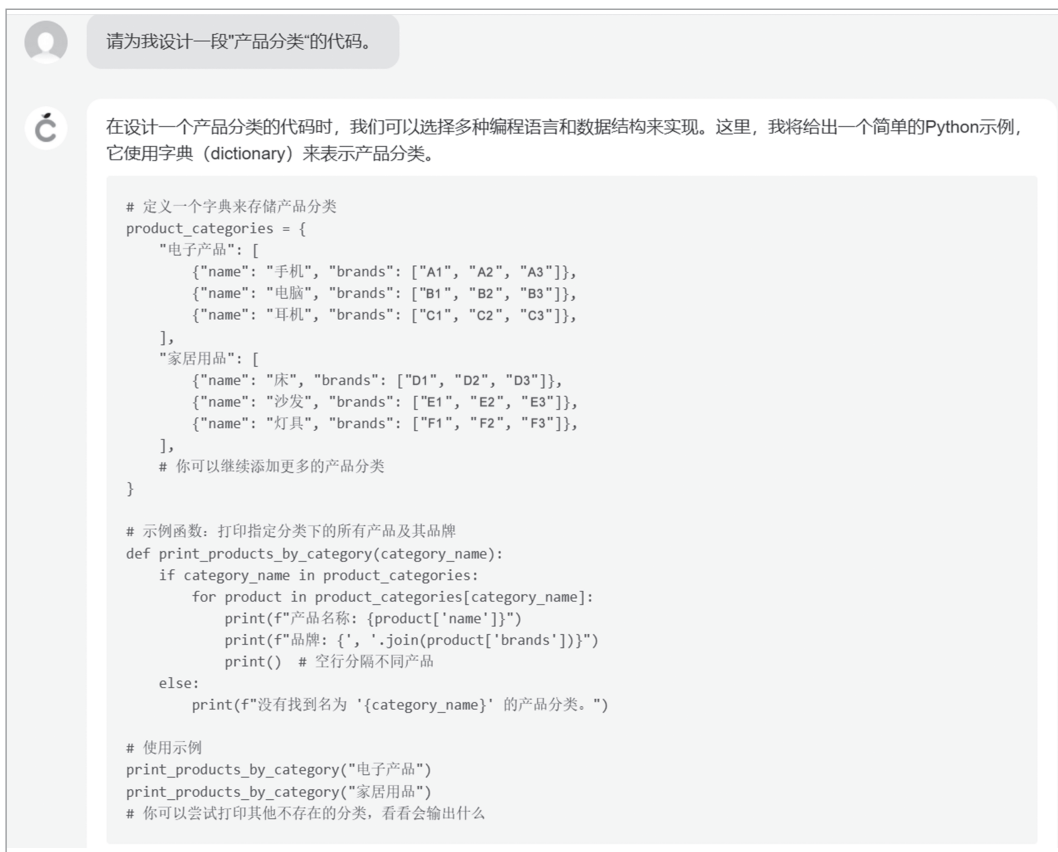 请为我设计一段"产品分类"的代码。
在设计一个产品分类的代码时，我们可以选择多种编程语言和数据结构来实现。这里，我将给出一个简单的Python示例，
它使用字典（dictionary）来表示产品分类。
# 定义一个字典来存储产品分类
product_categories = {
    "电子产品": [
        {"name": "手机", "brands": ["A1", "A2", "A3"]},
        {"name": "电脑", "brands": ["B1", "B2", "B3"]},
        {"name": "耳机", "brands": ["C1", "C2", "C3"]},
    ],
    "家居用品": [
        {"name": "床", "brands": ["D1", "D2", "D3"]},
        {"name": "沙发", "brands": ["E1", "E2", "E3"]},
        {"name": "灯具", "brands": ["F1", "F2", "F3"]},
    ],
    # 你可以继续添加更多的产品分类
}
# 示例函数: 打印指定分类下的所有产品及其品牌
def print_products_by_category(category_name):
    if category_name in product_categories:
        for product in product_categories[category_name]:
            print(f"产品名称: {product['name']}")
            print(f"品牌: {', '.join(product['brands'])}")
            print()  # 空行分隔不同产品
    else:
        print(f"没有找到名为 '{category_name}' 的产品分类。")
# 使用示例
print_products_by_category("电子产品")
print_products_by_category("家居用品")
# 你可以尝试打印其他不存在的分类，看看会输出什么